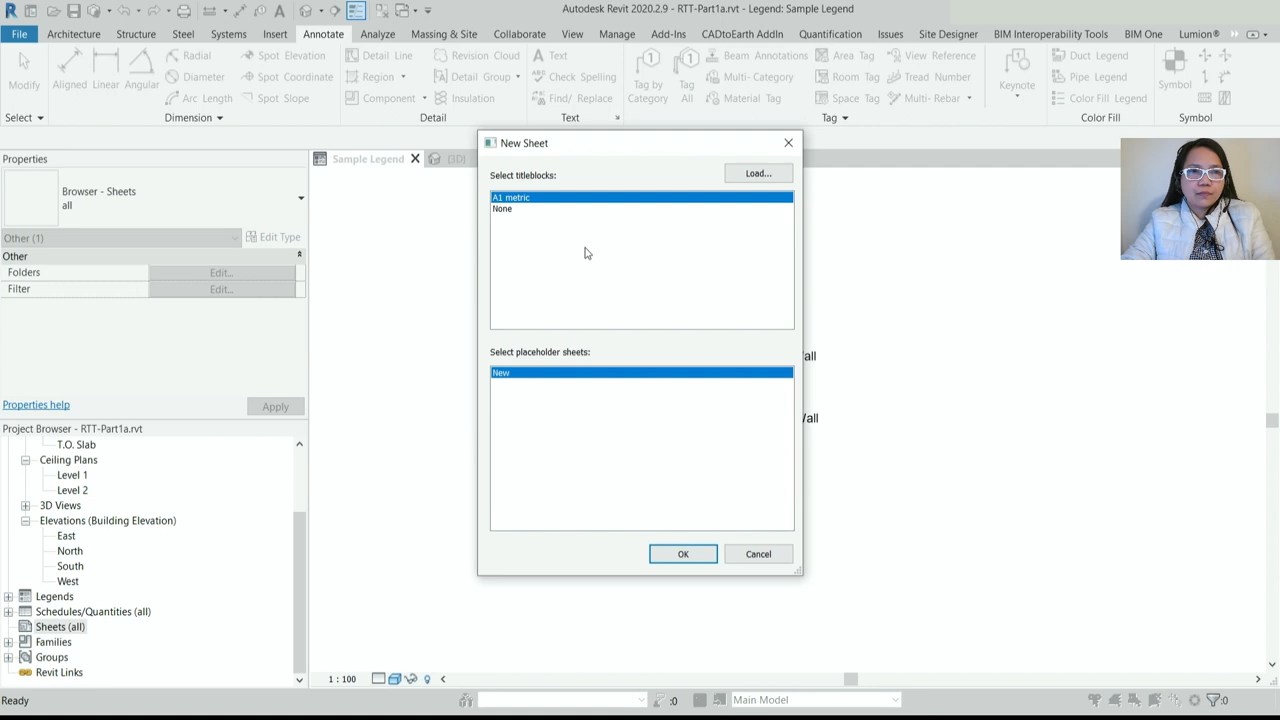 Autodesk Revit 2020.2.9 - RTT-Part1a.rvt - Legend: Sample Legend
File Architecture Structure Steel Systems Insert Annotate Analyze Massing & Site Collaborate View Manage Add-Ins CADtoEarth AddIn Quantification Issues Site Designer BIM Interoperability Tools BIM One Lumion®
Radial Spot Elevation Detail Line Revision Cloud Text Beam Annotations Area Tag View Reference Duct Legend
Modify Aligned Linear Angular Diameter Spot Coordinate Region Detail Group Check Spelling Tag by Category Tag All Multi- Category Room Tag Tread Number Keynote Pipe Legend Symbol
Arc Length Spot Slope Component Insulation Find/ Replace Material Tag Space Tag Multi- Rebar Color Fill Legend
Select Dimension Detail Text Tag Color Fill Symbol
Properties
Browser - Sheets
all
Other (1) Edit Type
Other
Folders Edit...
Filter Edit...
Properties help Apply
Project Browser - RTT-Part1a.rvt
T.O. Slab
Ceiling Plans
Level 1
Level 2
3D Views
Elevations (Building Elevation)
East
North
South
West
Legends
Schedules/Quantities (all)
Sheets (all)
Families
Groups
Revit Links
Sample Legend (3D)
New Sheet
Select titleblocks: Load...
A1 metric
None
Select placeholder sheets:
New
OK Cancel
all
/all
1 : 100
Ready :0 Main Model :0